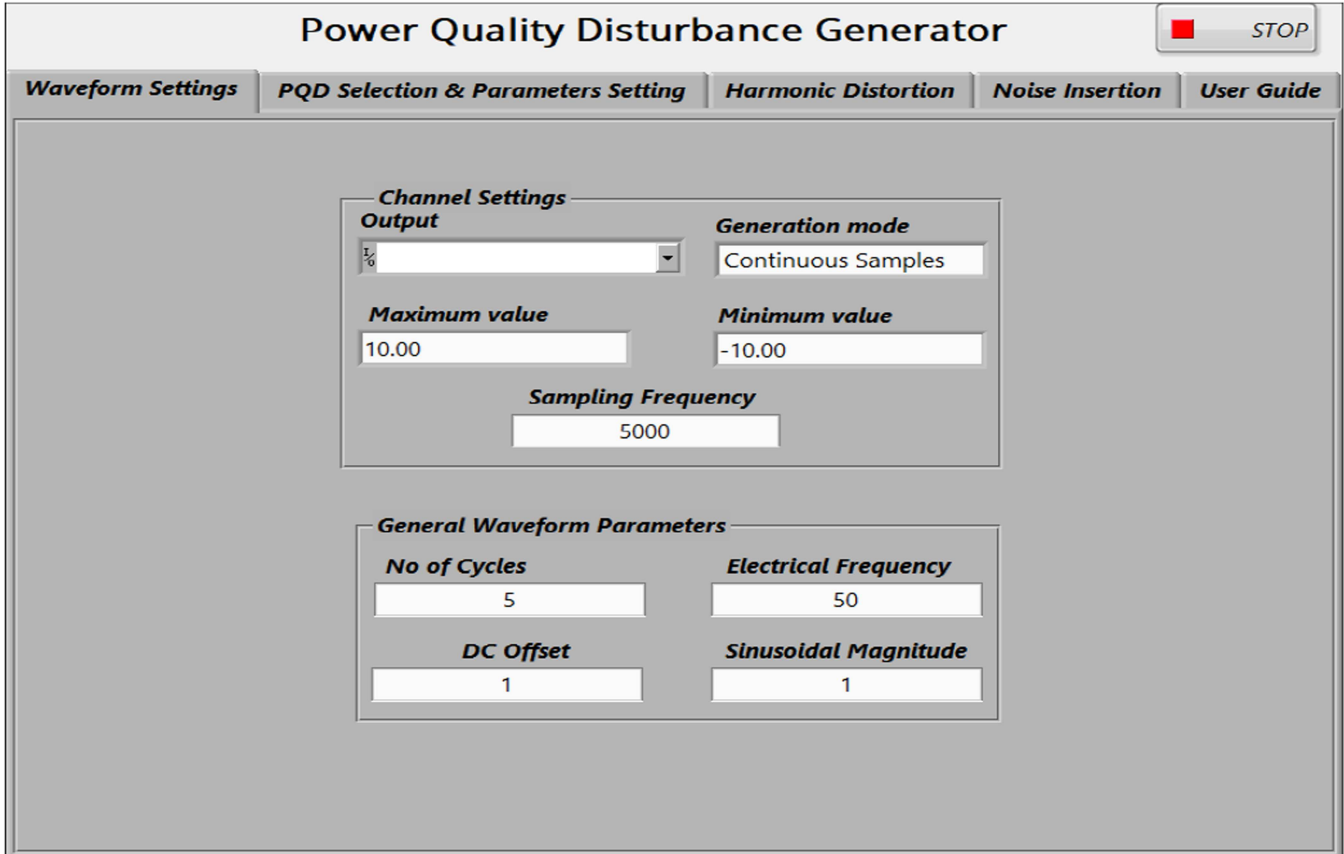 Power Quality Disturbance Generator
STOP
Waveform Settings PQD Selection & Parameters Setting Harmonic Distortion Noise Insertion User Guide
Channel Settings
Output Generation mode
I/O Continuous Samples
Maximum value Minimum value
10.00 -10.00
Sampling Frequency
5000
General Waveform Parameters
No of Cycles Electrical Frequency
5 50
DC Offset Sinusoidal Magnitude
1 1